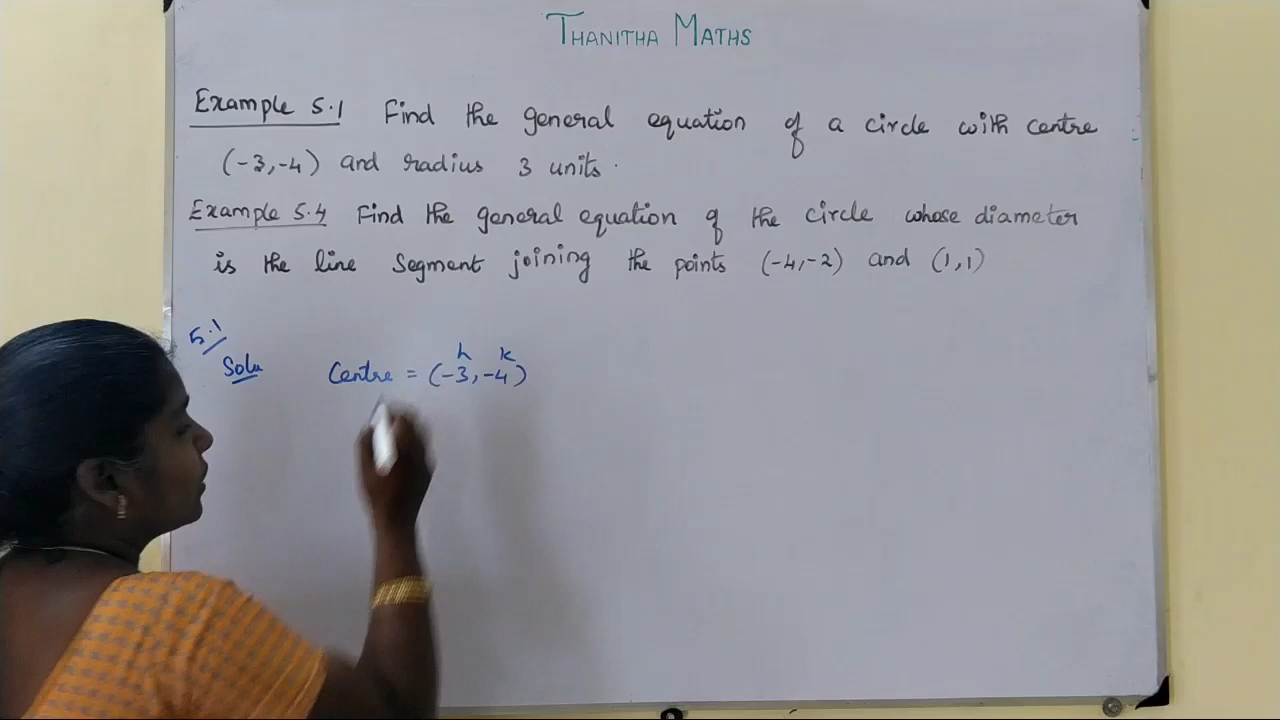 THANITHA MATHS
Example 5.1 Find the general equation of a circle with centre
(-3,-4) and radius 3 units.
Example 5.4 Find the general equation of the circle whose diameter
is the line segment joining the points (-4,-2) and (1,1)
5.1
Solu
h k
Centre = (-3,-4)